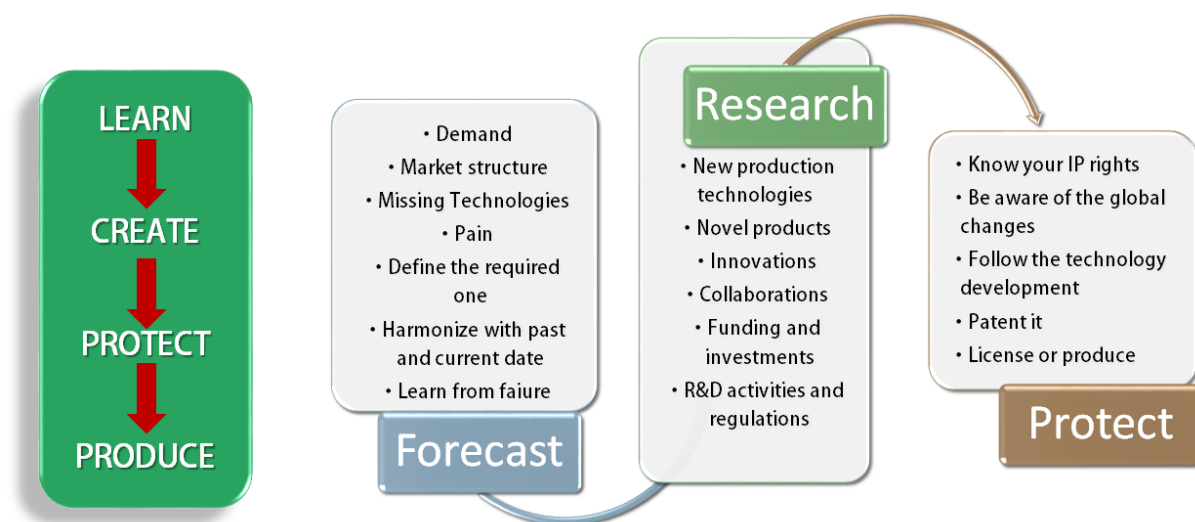 LEARN
CREATE
PROTECT
PRODUCE
• Demand
• Market structure
• Missing Technologies
• Pain
• Define the required
one
• Harmonize with past
and current date
• Learn from faiure
Forecast
Research
• New production
technologies
• Novel products
• Innovations
• Collaborations
• Funding and
investments
• R&D activities and
regulations
• Know your IP rights
• Be aware of the global
changes
• Follow the technology
development
• Patent it
• License or produce
Protect